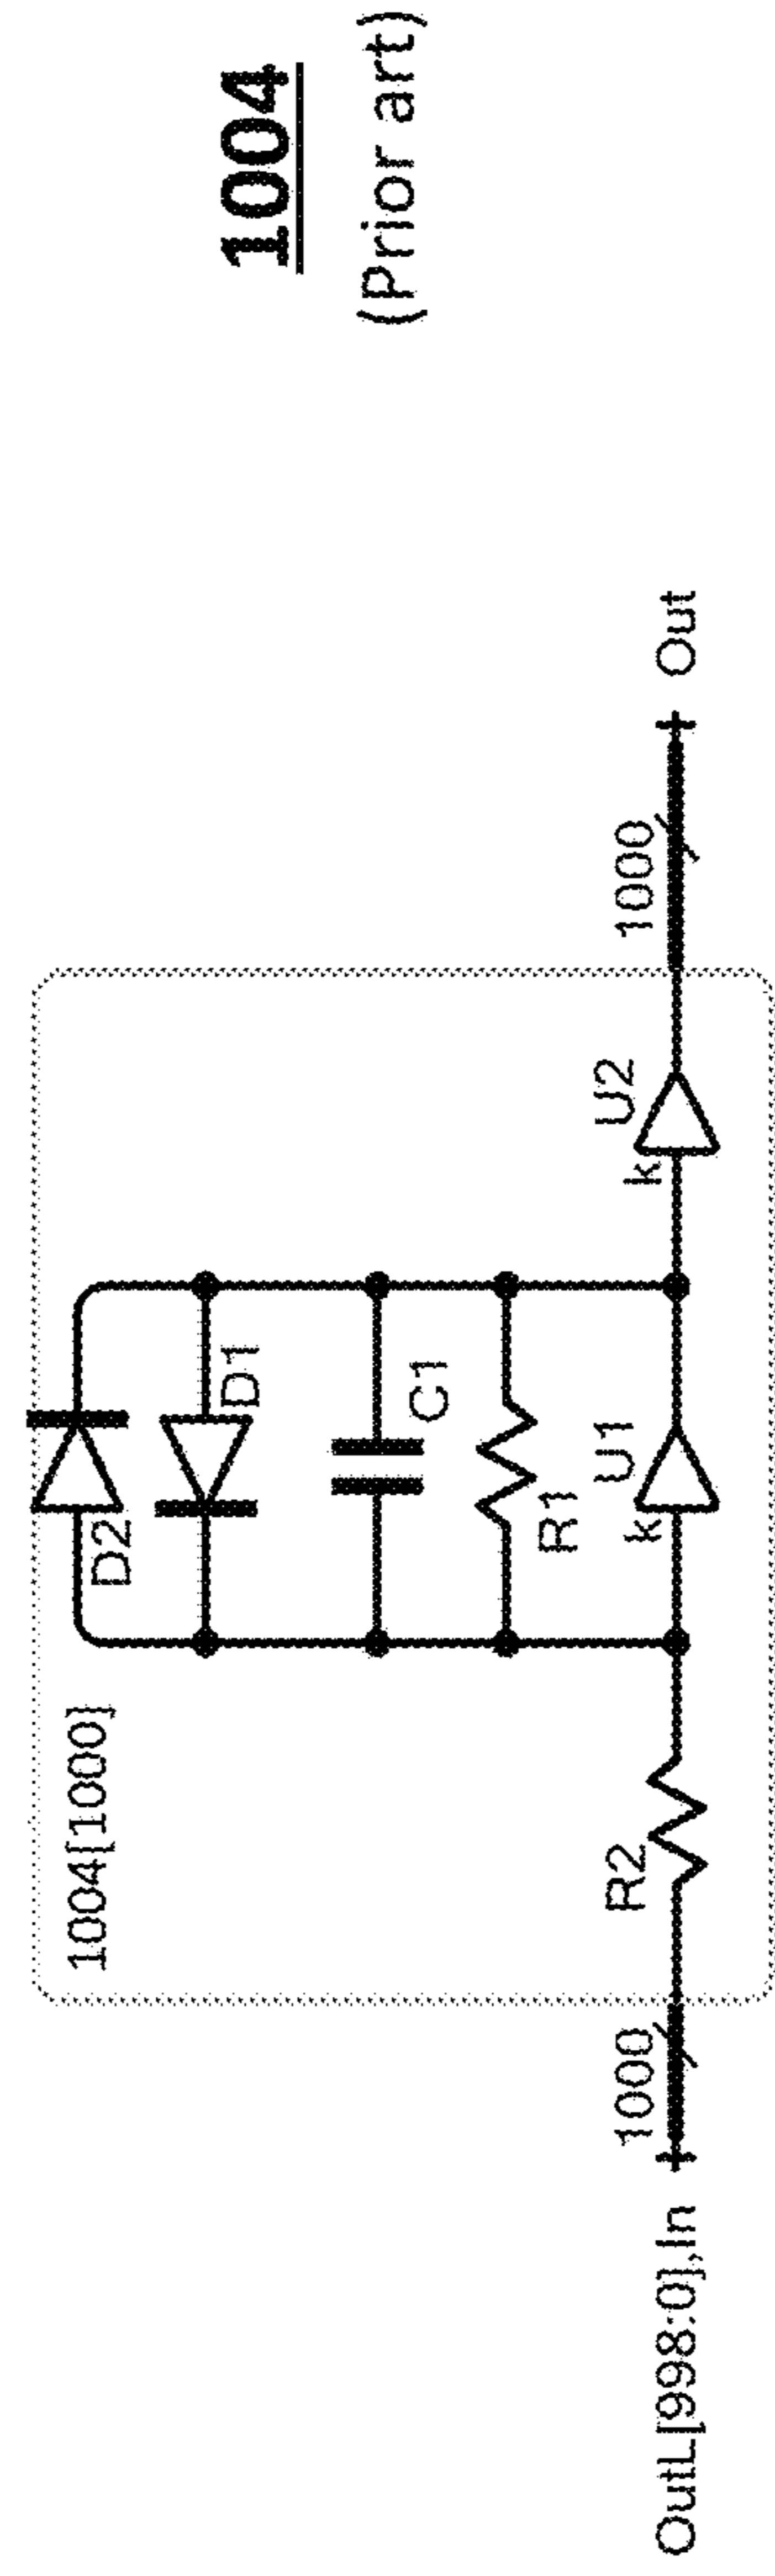 1004
(Prior art)
1004[1000]
D2
D1
C1
R1
U1
k
U2
k
R2
1000
1000
OutL[998:0],In
Out